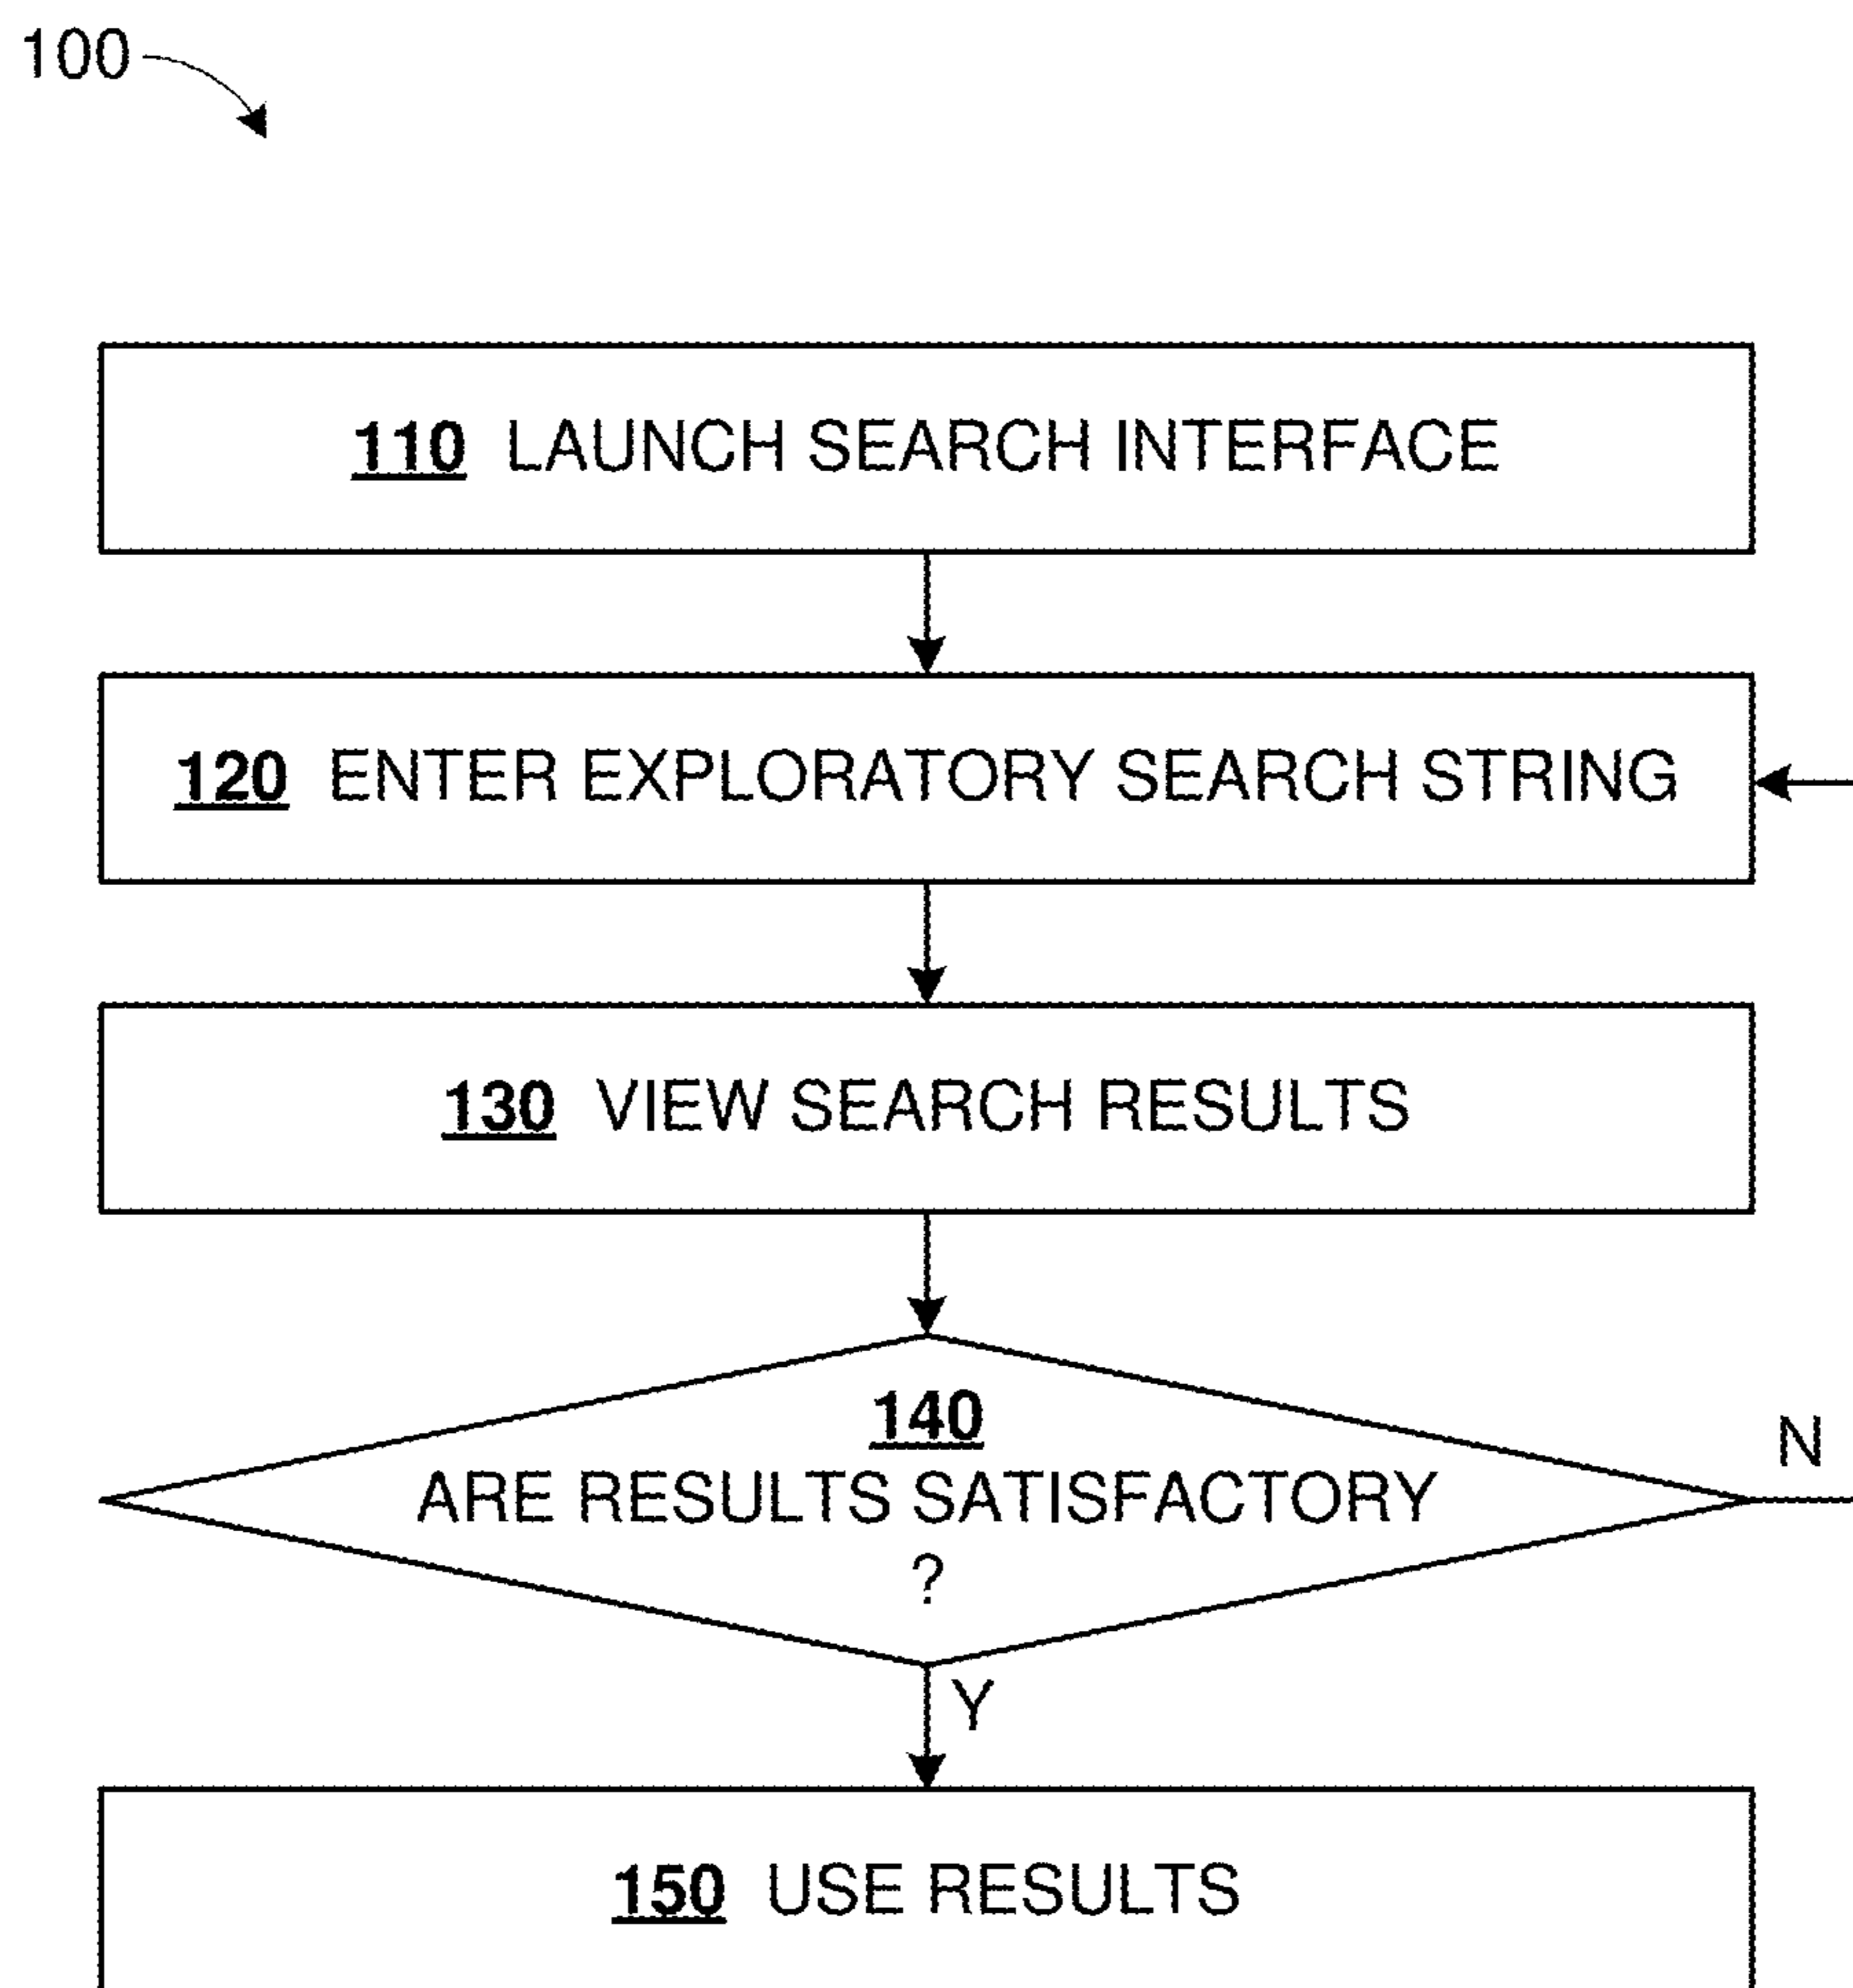 100
110 LAUNCH SEARCH INTERFACE
120 ENTER EXPLORATORY SEARCH STRING
130 VIEW SEARCH RESULTS
140
ARE RESULTS SATISFACTORY
?
N
Y
150 USE RESULTS